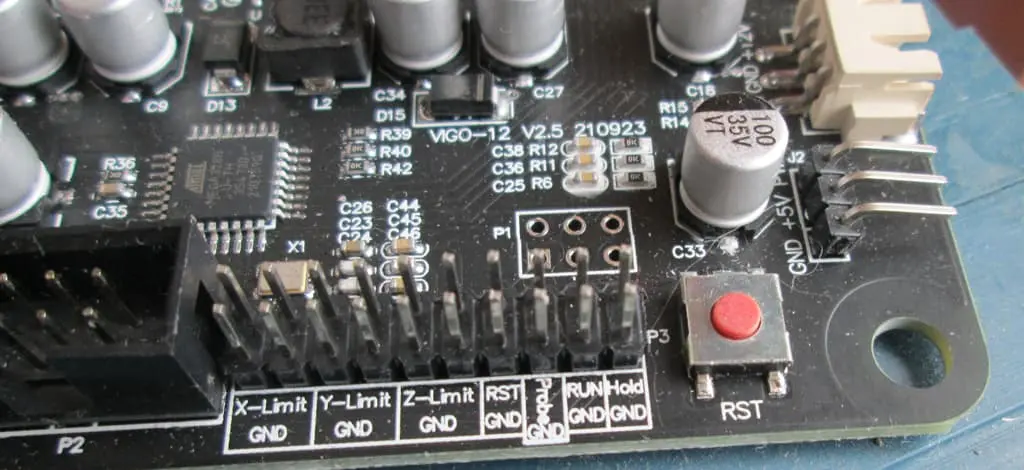 C9
D13
L2
C34
D15
C27
C18
GND
R15
R14
100
35V
VT
VIGO-12 V2.5 210923
R39
R40
R42
C38 R12
C36 R11
C25 R6
R36
C35
J2
+5V
GND
C26 C44
C23 C45
C24 C46
X1
P1
C33
P3
P2
X-Limit
GND
Y-Limit
GND
Z-Limit
GND
RST
GND
Probe
GND
RUN
GND
Hold
GND
RST